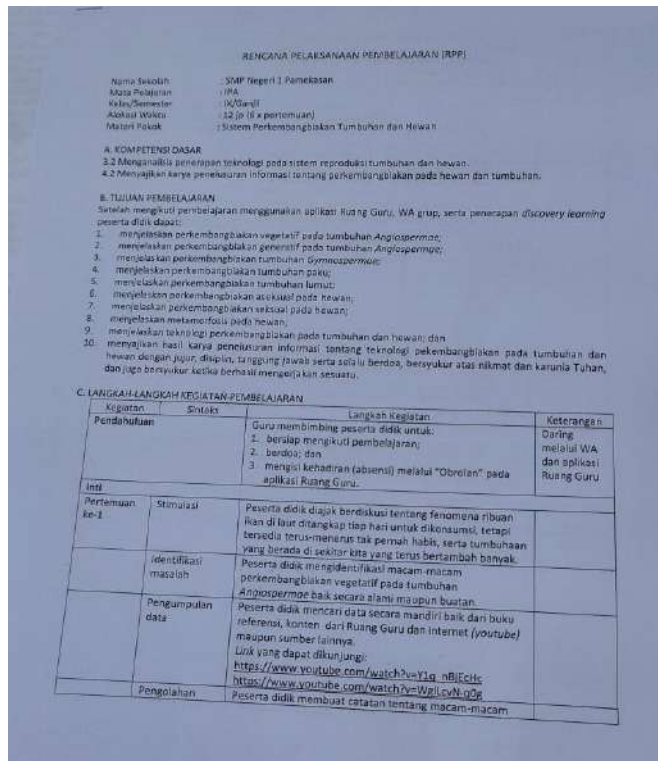 RENCANA PELAKSANAAN PEMBELAJARAN (RPP)
Nama Sekolah : SMP Negeri 1 Pamekasan
Mata Pelajaran : IPA
Kelas/Semester : IX/Ganjil
Alokasi Waktu : 12 jp (6 x pertemuan)
Materi Pokok : Sistem Perkembangbiakan Tumbuhan dan Hewan
A. KOMPETENSI DASAR
3.2 Menganalisis penerapan teknologi pada sistem reproduksi tumbuhan dan hewan.
4.2 Menyajikan karya penelusuran informasi tentang perkembangbiakan pada hewan dan tumbuhan.
B. TUJUAN PEMBELAJARAN
Setelah mengikuti pembelajaran menggunakan aplikasi Ruang Guru, WA grup, serta penerapan discovery learning
peserta didik dapat:
1. menjelaskan perkembangbiakan vegetatif pada tumbuhan Angiospermae;
2. menjelaskan perkembangbiakan generatif pada tumbuhan Angiospermae;
3. menjelaskan perkembangbiakan tumbuhan Gymnospermae;
4. menjelaskan perkembangbiakan tumbuhan paku;
5. menjelaskan perkembangbiakan tumbuhan lumut;
6. menjelaskan perkembangbiakan aseksual pada hewan;
7. menjelaskan perkembangbiakan seksual pada hewan;
8. menjelaskan metamorfosis pada hewan;
9. menjelaskan teknologi perkembangbiakan pada tumbuhan dan hewan; dan
10. menyajikan hasil karya penelusuran informasi tentang teknologi pekembangbiakan pada tumbuhan dan
hewan dengan jujur, disiplin, tanggung jawab serta selalu berdoa, bersyukur atas nikmat dan karunia Tuhan,
dan juga bersyukur ketika berhasil mengerjakan sesuatu.
C. LANGKAH-LANGKAH KEGIATAN PEMBELAJARAN
Kegiatan Sintaks Langkah Kegiatan Keterangan
Pendahuluan
Guru membimbing peserta didik untuk:
1. bersiap mengikuti pembelajaran;
2. berdoa; dan
3 mengisi kehadiran (absensi) melalui "Obrolan" pada
aplikasi Ruang Guru.
Daring
melalui WA
dan aplikasi
Ruang Guru
Inti
Pertemuan
ke-1
Stimulasi
Peserta didik diajak berdiskusi tentang fenomena ribuan
ikan di laut ditangkap tiap hari untuk dikonsumsi, tetapi
tersedia terus-menerus tak pernah habis, serta tumbuhaan
yang berada di sekitar kita yang terus bertambah banyak.
Identifikasi
masalah
Peserta didik mengidentifikasi macam-macam
perkembangbiakan vegetatif pada tumbuhan
Angiospermae baik secara alami maupun buatan.
Pengumpulan
data
Peserta didik mencari data secara mandiri baik dari buku
referensi, konten dari Ruang Guru dan internet (youtube)
maupun sumber lainnya.
Link yang dapat dikunjungi:
https://www.youtube.com/watch?v=Y1q_nBjEcHc
https://www.youtube.com/watch?v=WgiLcvN-q0g
Pengolahan
Peserta didik membuat catatan tentang macam-macam